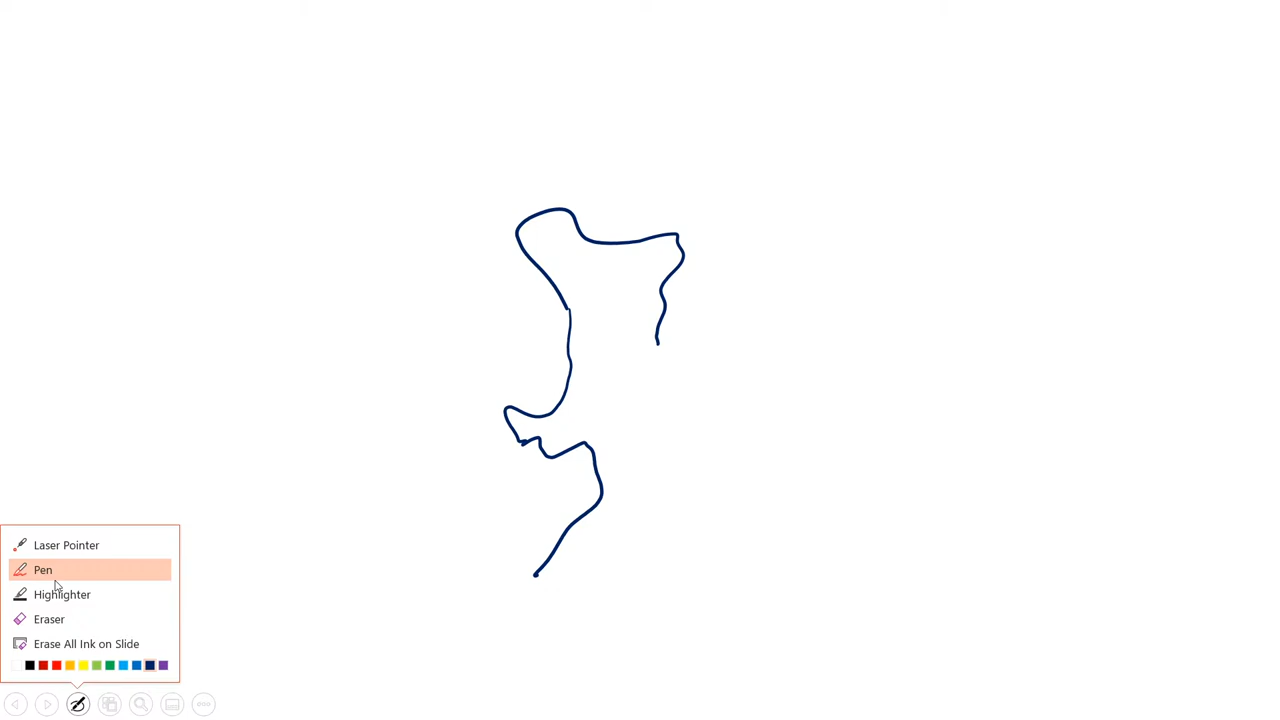 Laser Pointer
Pen
Highlighter
Eraser
Erase All Ink on Slide